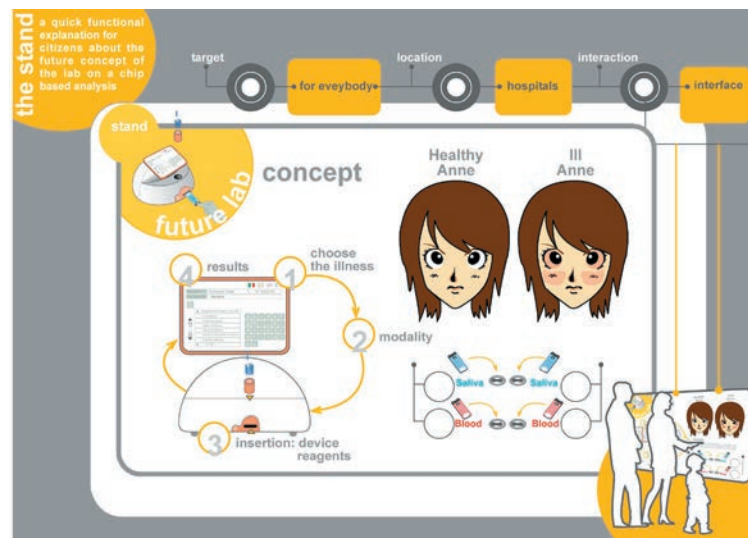 the stand
a quick functional
explanation for
citizens about the
future concept of
the lab on a chip
based analysis
target
for eveybody
location
hospitals
interaction
interface
stand
future lab
concept
Healthy
Anne
Ill
Anne
4
results
1
choose
the illness
2
modality
3
insertion: device
reagents
Saliva
Saliva
Blood
Blood